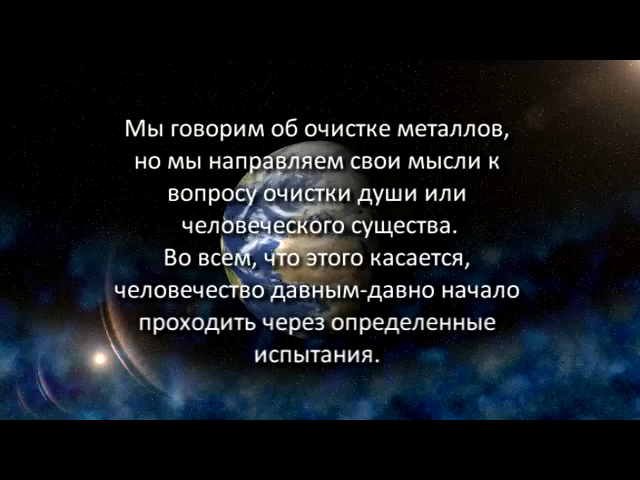 Мы говорим об очистке металлов,
но мы направляем свои мысли к
вопросу очистки души или
человеческого существа.
Во всем, что этого касается,
человечество давным-давно начало
проходить через определенные
испытания.